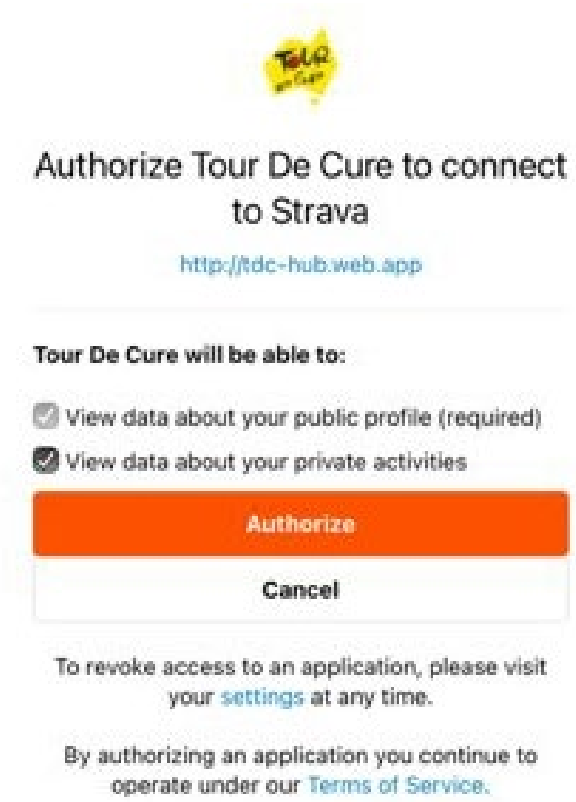 Tour
de Cure
Authorize Tour De Cure to connect
to Strava
http://tdc-hub.web.app
Tour De Cure will be able to:
View data about your public profile (required)
View data about your private activities
Authorize
Cancel
To revoke access to an application, please visit
your settings at any time.
By authorizing an application you continue to
operate under our Terms of Service.